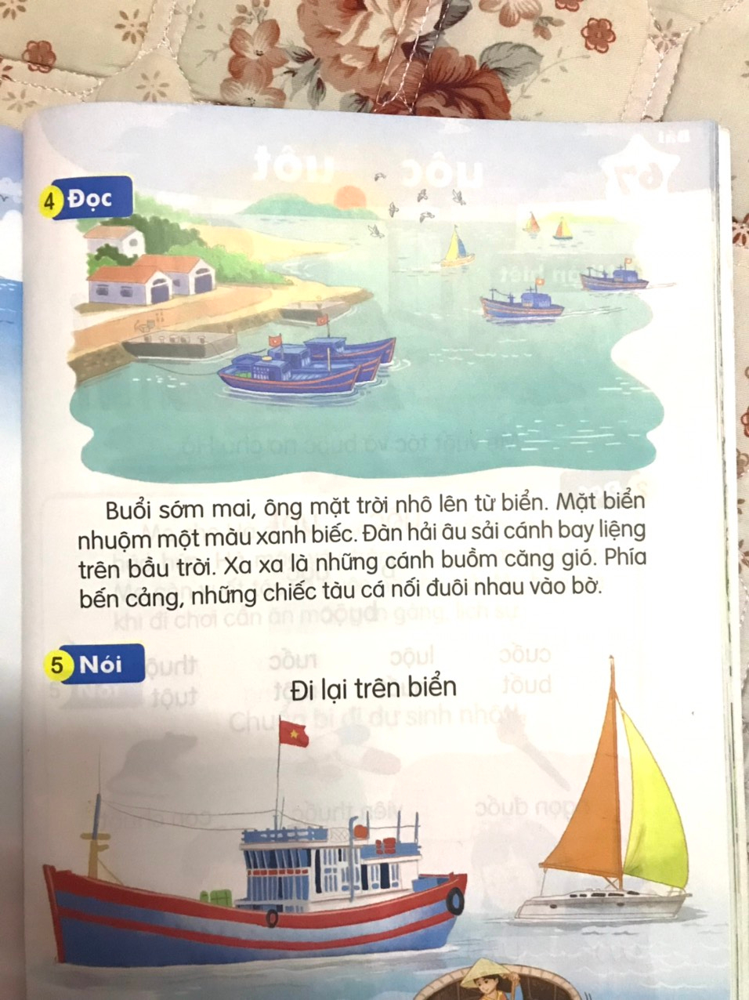 4 Đọc
Buổi sớm mai, ông mặt trời nhô lên từ biển. Mặt biển
nhuộm một màu xanh biếc. Đàn hải âu sải cánh bay liệng
trên bầu trời. Xa xa là những cánh buồm căng gió. Phía
bến cảng, những chiếc tàu cá nối đuôi nhau vào bờ.
5 Nói
Đi lại trên biển